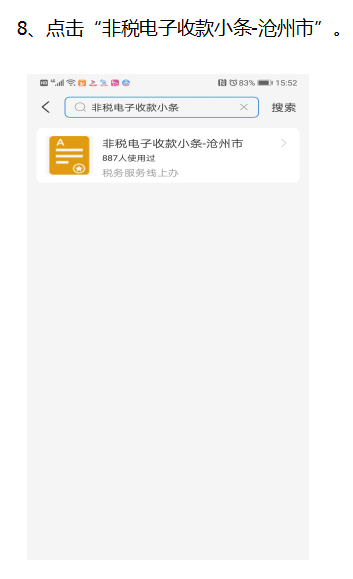 8、点击“非税电子收款小条-沧州市”。
HD 4G 83% 15:52
非税电子收款小条 搜索
非税电子收款小条-沧州市
887人使用过
税务服务线上办